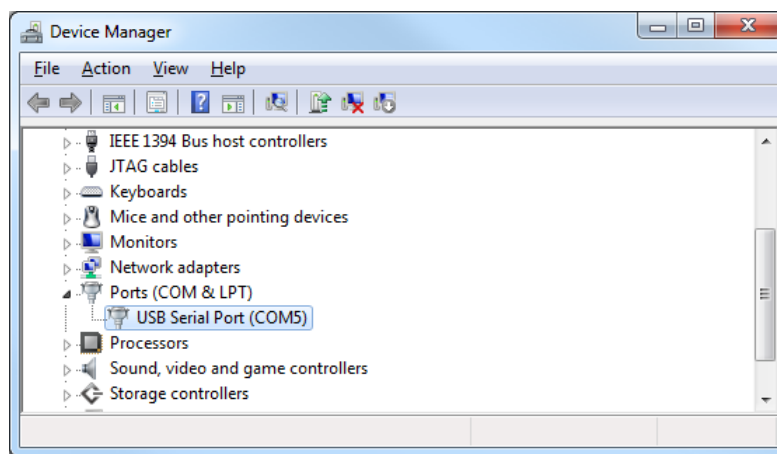 Device Manager
File Action View Help
IEEE 1394 Bus host controllers
JTAG cables
Keyboards
Mice and other pointing devices
Monitors
Network adapters
Ports (COM & LPT)
USB Serial Port (COM5)
Processors
Sound, video and game controllers
Storage controllers